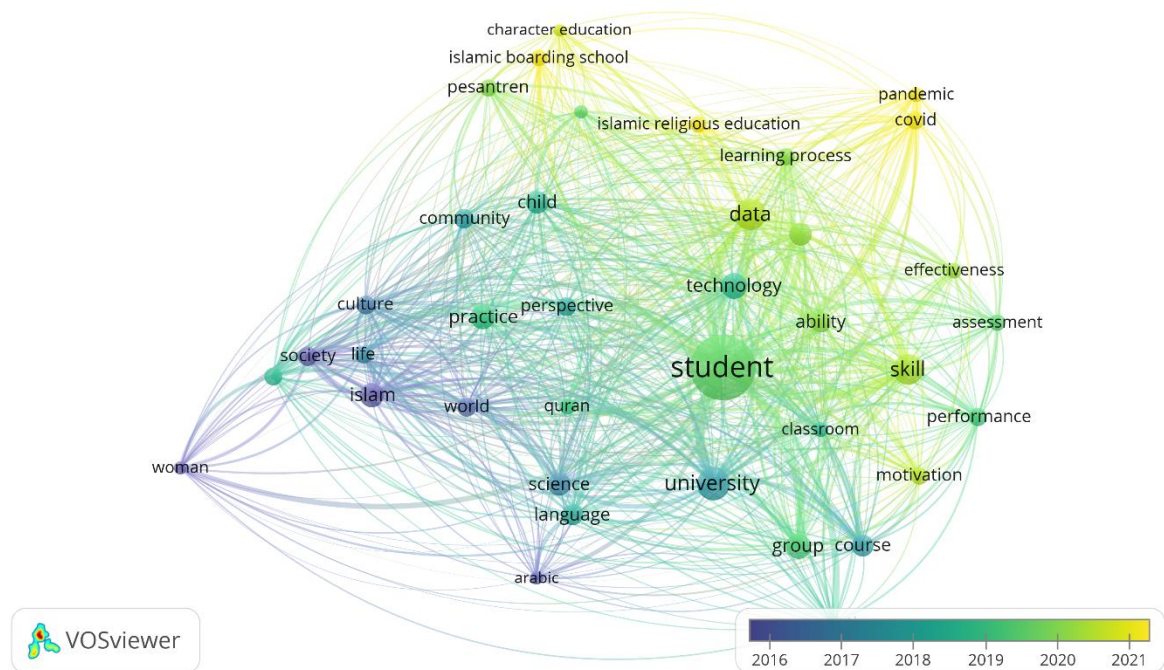 character education
islamic boarding school
pesantren
pandemic
covid
islamic religious education
learning process
child
data
community
effectiveness
technology
culture
perspective
practice
ability
assessment
society
life
student
skill
islam
world
quran
performance
classroom
woman
motivation
science
university
language
group
course
arabic
VOSviewer
2016 2017 2018 2019 2020 2021